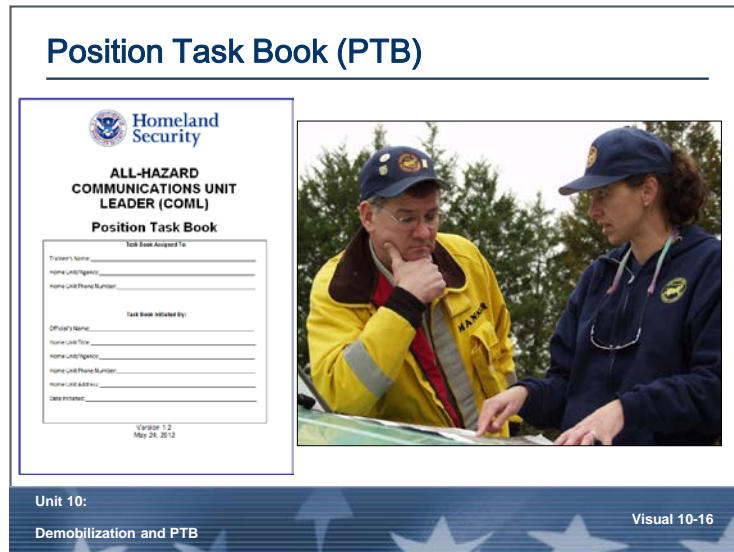 Position Task Book (PTB)
Homeland
Security
ALL-HAZARD
COMMUNICATIONS UNIT
LEADER (COML)
Position Task Book
Task Book Assigned To:
Trainee's Name:
Home Unit/Agency:
Home Unit Phone Number:
Task Book Initiated By:
Official's Name:
Home Unit Title:
Home Unit/Agency:
Home Unit Phone Number:
Home Unit Address:
Date Initiated:
Version 1.2
May 24, 2012
Unit 10:
Demobilization and PTB
Visual 10-16